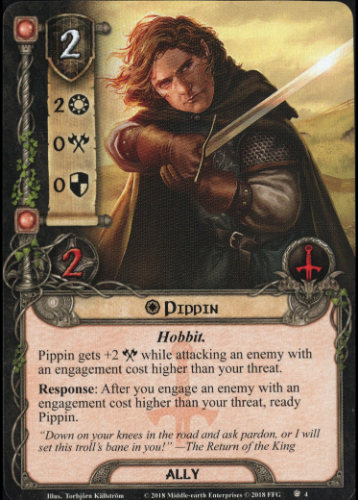 2
2
0
0
2
Pippin
Hobbit.
Pippin gets +2 while attacking an enemy with
an engagement cost higher than your threat.
Response: After you engage an enemy with an
engagement cost higher than your threat, ready
Pippin.
“Down on your knees in the road and ask pardon, or I will
set this troll’s bane in you!” —The Return of the King
ALLY
Illus. Torbjörn Källström
© 2018 Middle-earth Enterprises © 2018 FFG
4